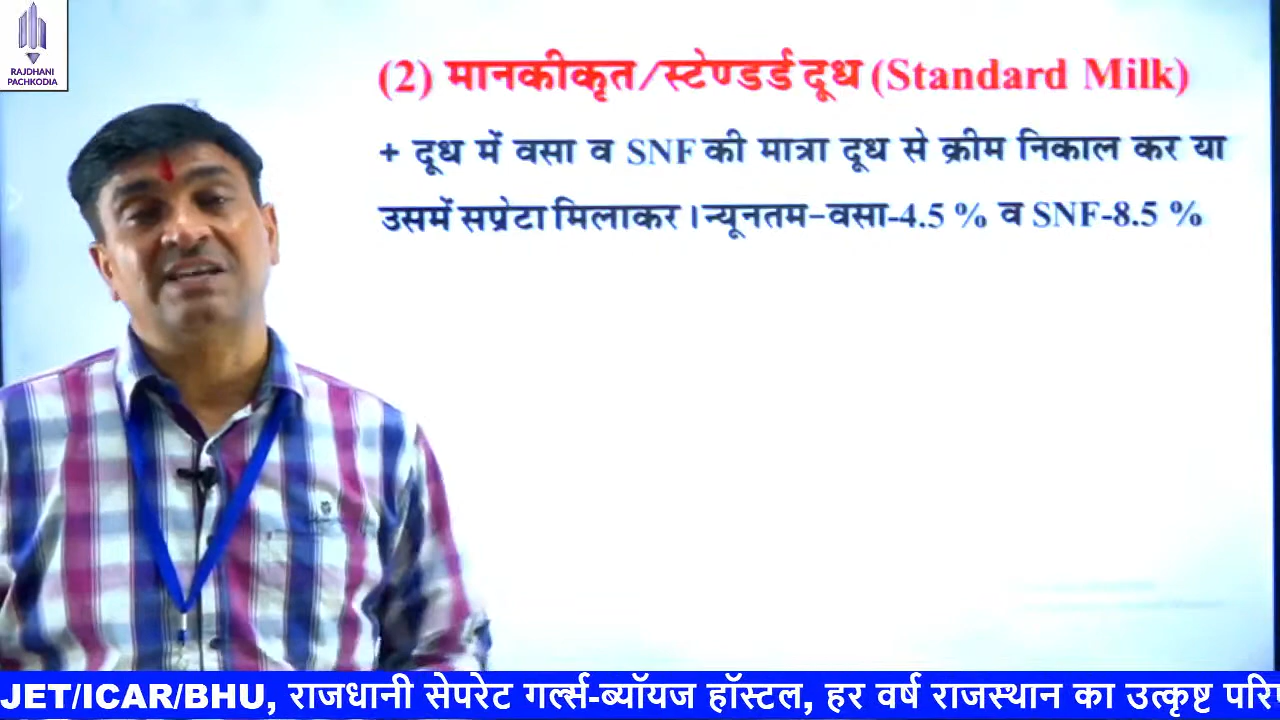 RAJDHANI
PACHKODIA
(2) मानकीकृत/स्टेण्डर्ड दूध (Standard Milk)
+ दूध में वसा व SNF की मात्रा दूध से क्रीम निकाल कर या
उसमें सप्रेटा मिलाकर । न्यूनतम-वसा-4.5 % व SNF-8.5 %
JET/ICAR/BHU, राजधानी सेपरेट गर्ल्स-ब्यॉयज हॉस्टल, हर वर्ष राजस्थान का उत्कृष्ट परि